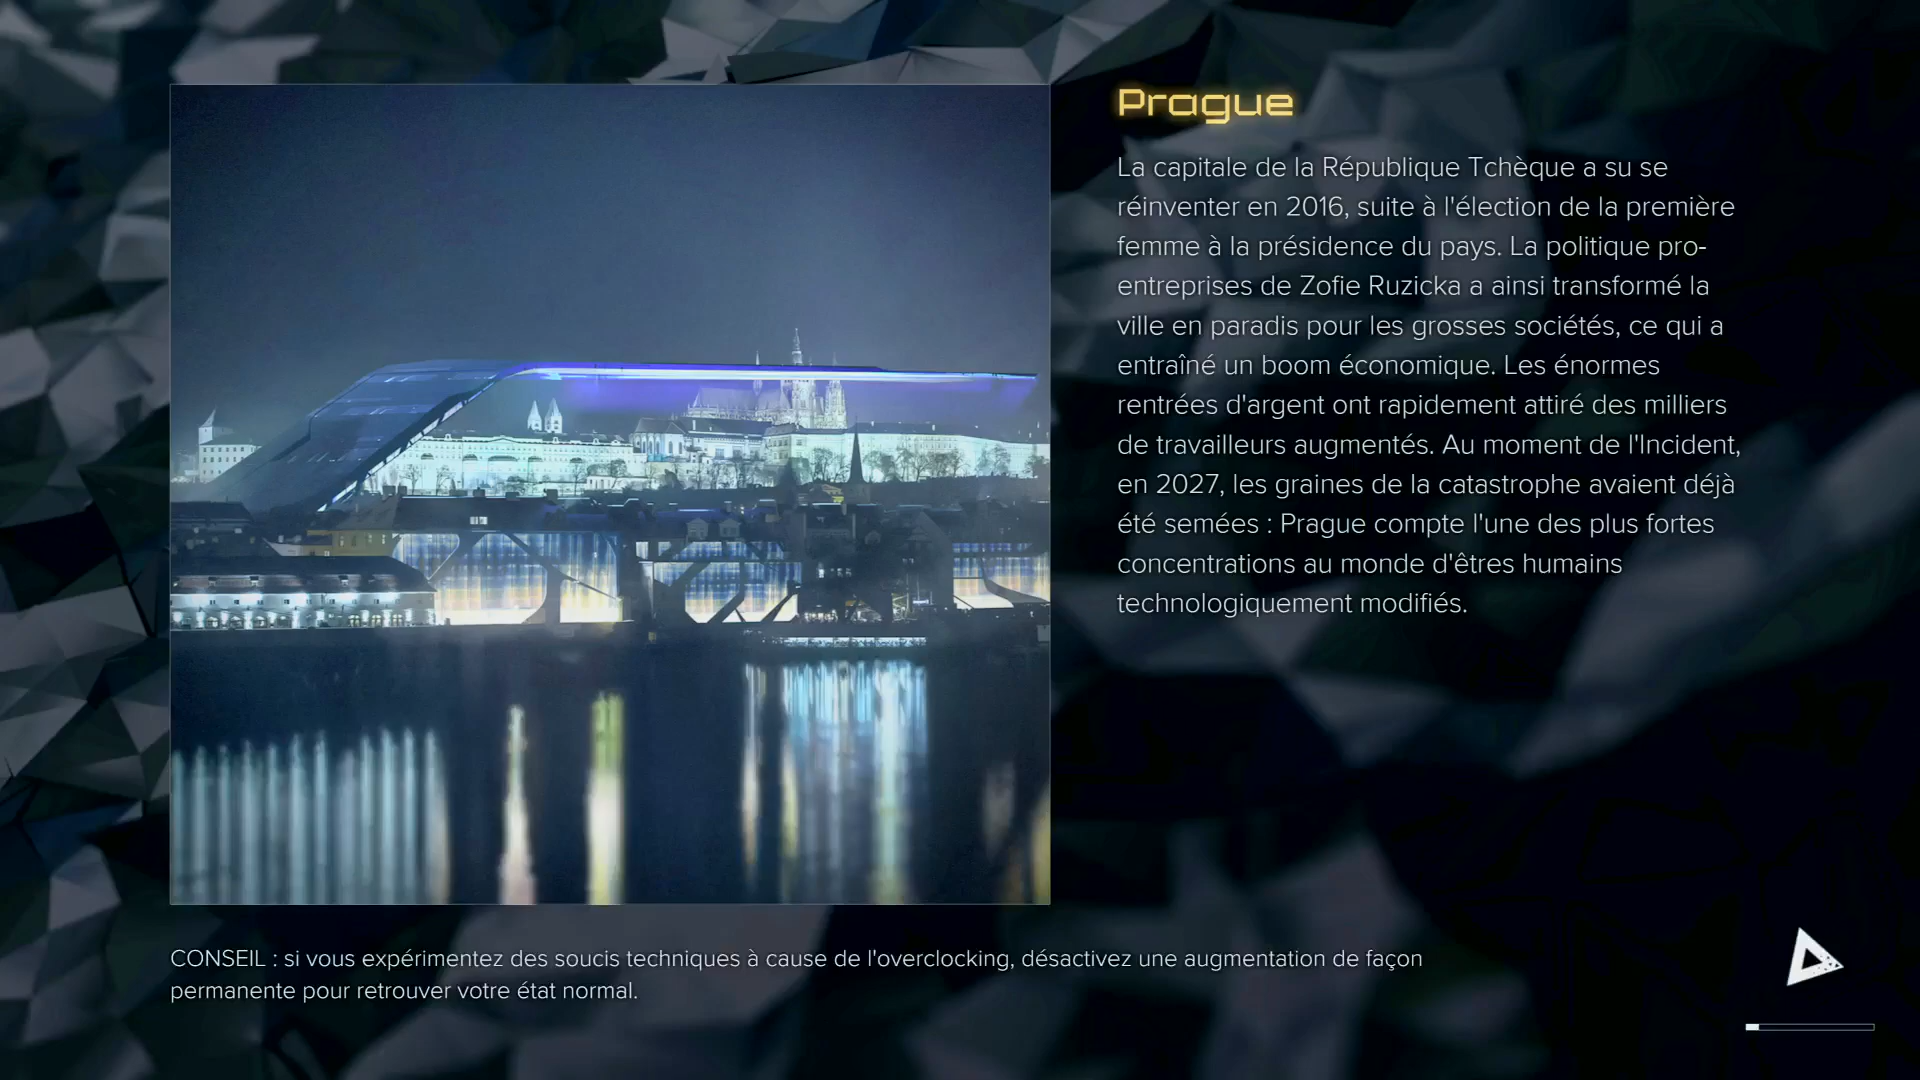 Prague
La capitale de la République Tchèque a su se
réinventer en 2016, suite à l'élection de la première
femme à la présidence du pays. La politique pro-
entreprises de Zofie Ruzicka a ainsi transformé la
ville en paradis pour les grosses sociétés, ce qui a
entraîné un boom économique. Les énormes
rentrées d'argent ont rapidement attiré des milliers
de travailleurs augmentés. Au moment de l'Incident,
en 2027, les graines de la catastrophe avaient déjà
été semées : Prague compte l'une des plus fortes
concentrations au monde d'êtres humains
technologiquement modifiés.
CONSEIL : si vous expérimentez des soucis techniques à cause de l'overclocking, désactivez une augmentation de façon
permanente pour retrouver votre état normal.